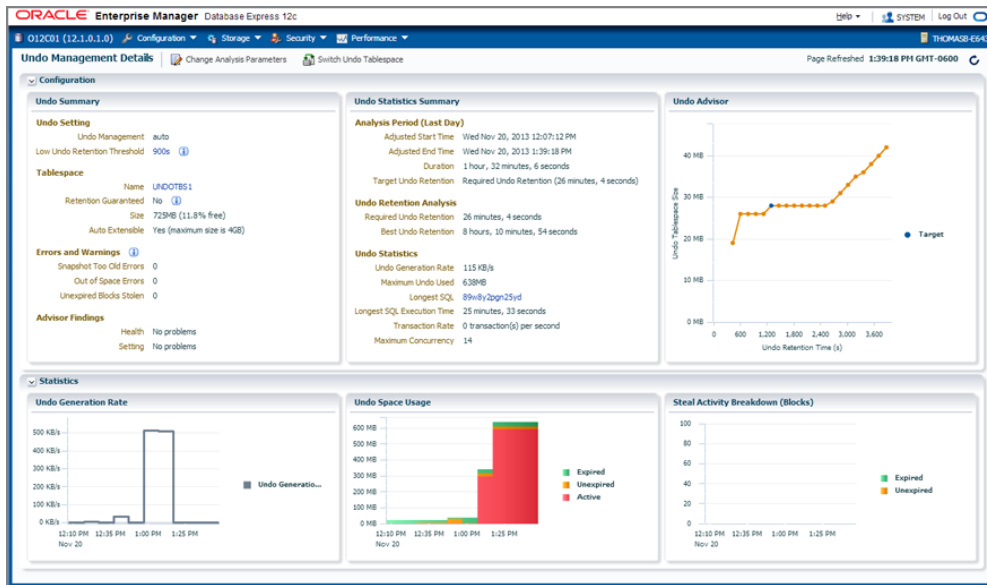 ORACLE Enterprise Manager Database Express 12c
Help SYSTEM Log Out
O12C01 (12.1.0.1.0) Configuration Storage Security Performance THOMAS8-E643
Undo Management Details Change Analysis Parameters Switch Undo Tablespace Page Refreshed 1:39:18 PM GMT-0600
Configuration
Undo Summary
Undo Setting
Undo Management auto
Low Undo Retention Threshold 900s
Tablespace
Name UNDOTBS1
Retention Guaranteed No
Size 725MB (11.8% free)
Auto Extensible Yes (maximum size is 4GB)
Errors and Warnings
Snapshot Too Old Errors 0
Out of Space Errors 0
Unexpired Blocks Stolen 0
Advisor Findings
Health No problems
Setting No problems
Undo Statistics Summary
Analysis Period (Last Day)
Adjusted Start Time Wed Nov 20, 2013 12:07:12 PM
Adjusted End Time Wed Nov 20, 2013 1:39:18 PM
Duration 1 hour, 32 minutes, 6 seconds
Target Undo Retention Required Undo Retention (26 minutes, 4 seconds)
Undo Retention Analysis
Required Undo Retention 26 minutes, 4 seconds
Best Undo Retention 8 hours, 10 minutes, 54 seconds
Undo Statistics
Undo Generation Rate 115 KB/s
Maximum Undo Used 638MB
Longest SQL 89w8y2pgn25yd
Longest SQL Execution Time 25 minutes, 33 seconds
Transaction Rate 0 transaction(s) per second
Maximum Concurrency 14
Undo Advisor
Undo Tablespace Size
40 MB
30 MB
20 MB
10 MB
0 MB
0 600 1,200 1,800 2,400 3,000 3,600
Undo Retention Time (s)
Target
Statistics
Undo Generation Rate
500 KB/s
400 KB/s
300 KB/s
200 KB/s
100 KB/s
0 KB/s
12:10 PM 12:35 PM 1:00 PM 1:25 PM
Nov 20
Undo Generatio...
Undo Space Usage
600 MB
500 MB
400 MB
300 MB
200 MB
100 MB
0 MB
12:10 PM 12:35 PM 1:00 PM 1:25 PM
Nov 20
Expired
Unexpired
Active
Steal Activity Breakdown (Blocks)
100
80
60
40
20
0
12:10 PM 12:35 PM 1:00 PM 1:25 PM
Nov 20
Expired
Unexpired